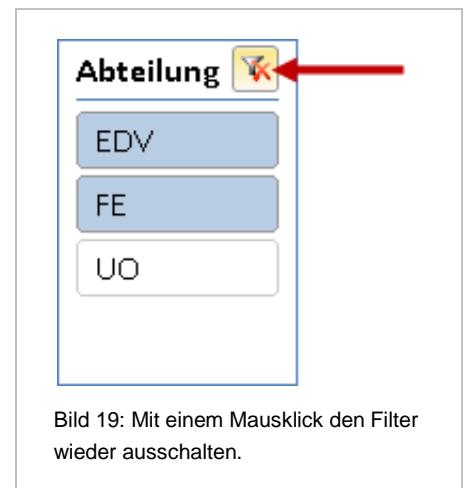 Abteilung
EDV
FE
UO
Bild 19: Mit einem Mausklick den Filter
wieder ausschalten.